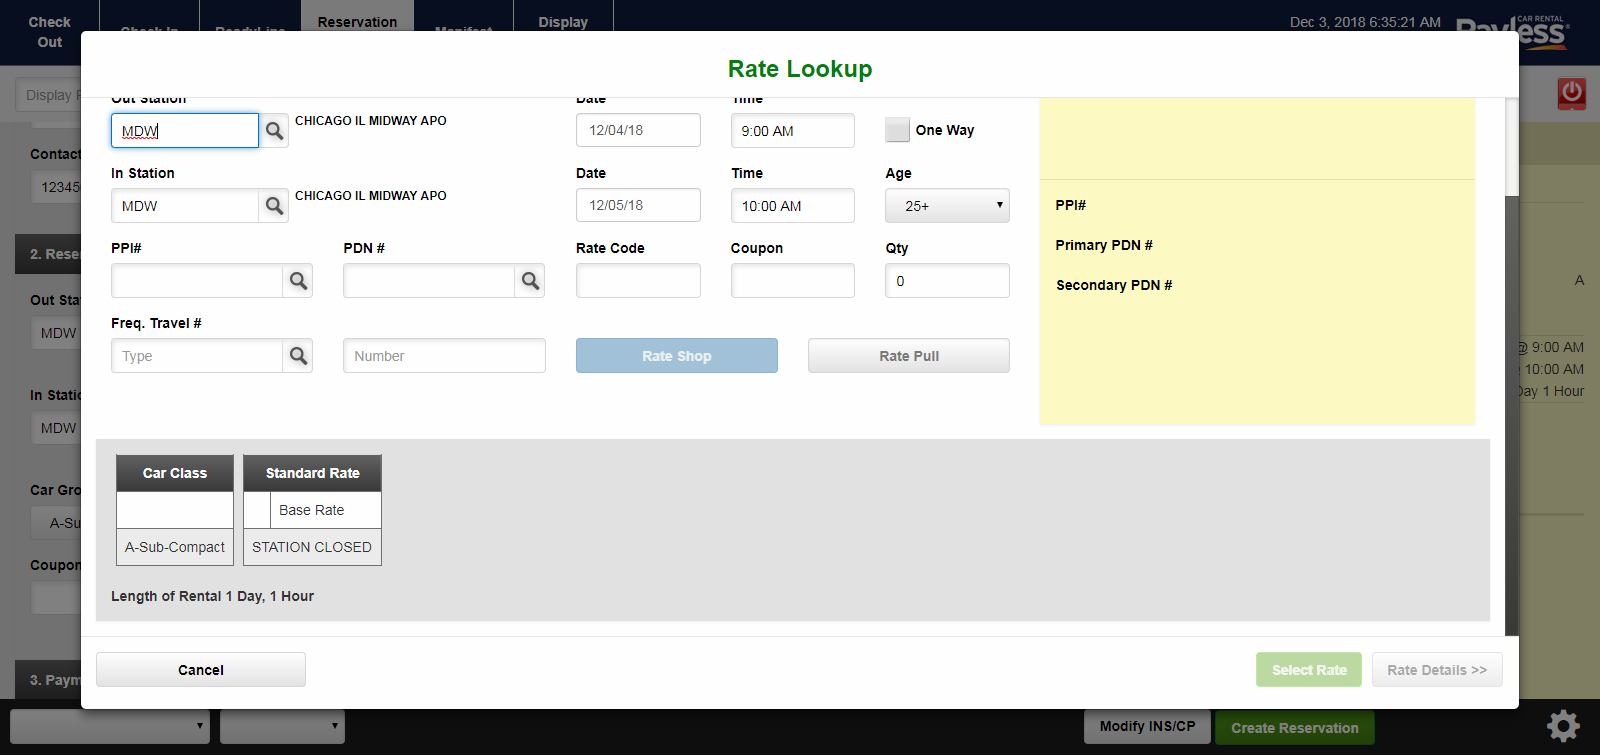 Check Out
Check In
ReadyLine
Reservation
Manifest
Display
Dec 3, 2018 6:35:21 AM
CAR RENTAL
Payless
Rate Lookup
Display
Out Station
Date
Time
MDW
CHICAGO IL MIDWAY APO
12/04/18
9:00 AM
One Way
Contact
12345
In Station
Date
Time
Age
MDW
CHICAGO IL MIDWAY APO
12/05/18
10:00 AM
25+
PPI#
2. Rese
PPI#
PDN #
Rate Code
Coupon
Qty
Primary PDN #
0
Secondary PDN #
A
Out Sta
Freq. Travel #
MDW
Type
Number
Rate Shop
Rate Pull
@ 9:00 AM
10:00 AM
Day 1 Hour
In Static
MDW
Car Class
Standard Rate
Car Gro
Base Rate
A-Su
A-Sub-Compact
STATION CLOSED
Coupon
Length of Rental 1 Day, 1 Hour
3. Paym
Cancel
Select Rate
Rate Details >>
Modify INS/CP
Create Reservation